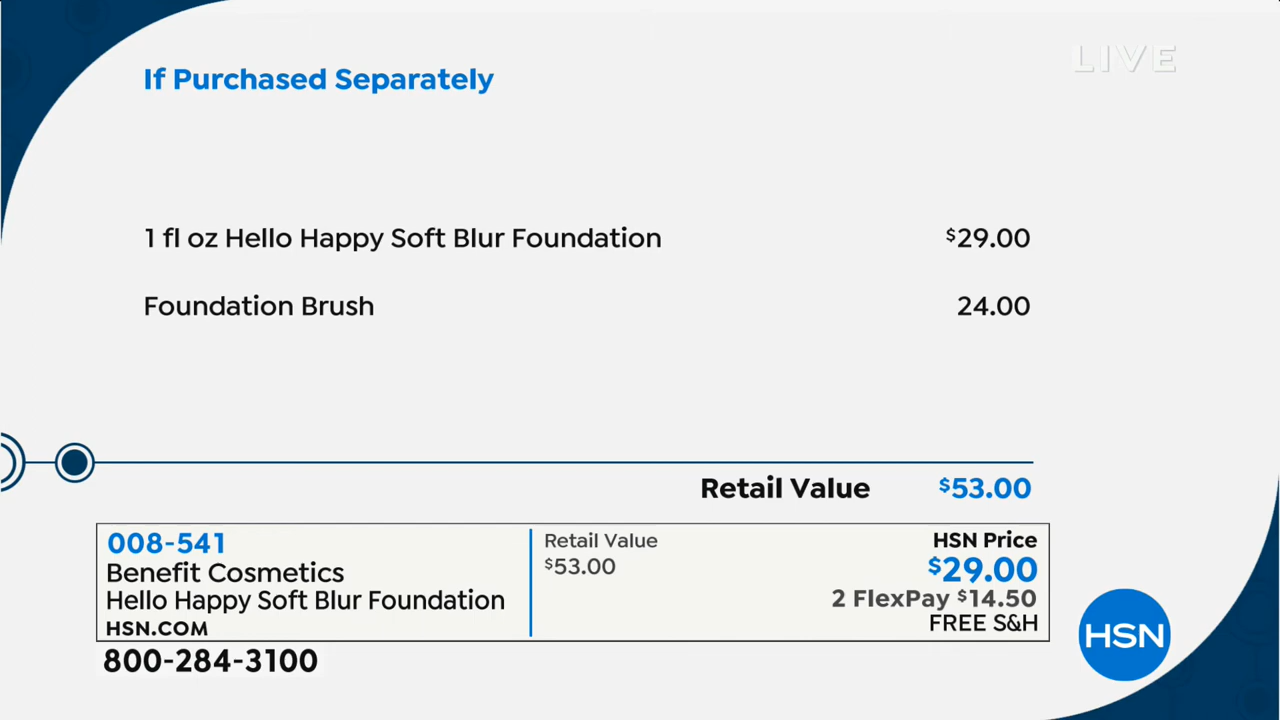 If Purchased Separately
LIVE
1 fl oz Hello Happy Soft Blur Foundation $29.00
Foundation Brush 24.00
Retail Value $53.00
008-541
Benefit Cosmetics
Hello Happy Soft Blur Foundation
HSN.COM
Retail Value
$53.00
HSN Price
$29.00
2 FlexPay $14.50
FREE S&H
800-284-3100
HSN